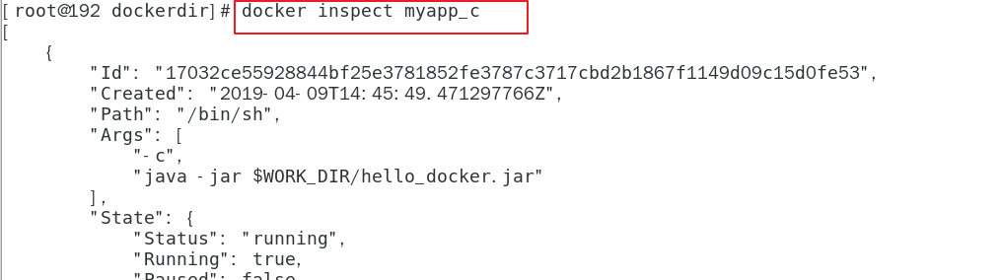 [root@192 dockerdir]# docker inspect myapp_c
[
    {
        "Id": "17032ce55928844bf25e3781852fe3787c3717cbd2b1867f1149d09c15d0fe53",
        "Created": "2019-04-09T14:45:49.471297766Z",
        "Path": "/bin/sh",
        "Args": [
            "-c",
            "java -jar $WORK_DIR/hello_docker.jar"
        ],
        "State": {
            "Status": "running",
            "Running": true,
            "Paused": false